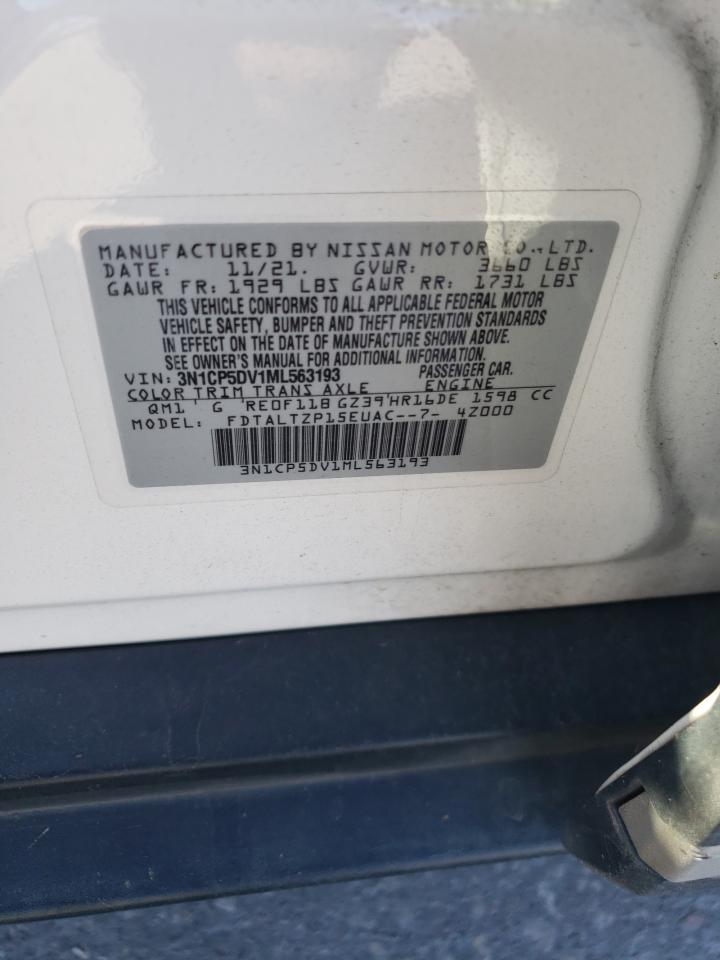 MANUFACTURED BY NISSAN MOTOR CO., LTD.
DATE: 11/21. GVWR: 3660 LBS
GAWR FR: 1929 LBS GAWR RR: 1731 LBS
THIS VEHICLE CONFORMS TO ALL APPLICABLE FEDERAL MOTOR
VEHICLE SAFETY, BUMPER AND THEFT PREVENTION STANDARDS
IN EFFECT ON THE DATE OF MANUFACTURE SHOWN ABOVE.
SEE OWNER'S MANUAL FOR ADDITIONAL INFORMATION.
VIN: 3N1CP5DV1ML563193 PASSENGER CAR.
COLOR TRIM TRANS AXLE ENGINE
QM1 G RE0F11B GZ39 HR16DE 1598 CC
MODEL: FDTALTZP15EUAC--7- 4Z000
3N1CP5DV1ML563193